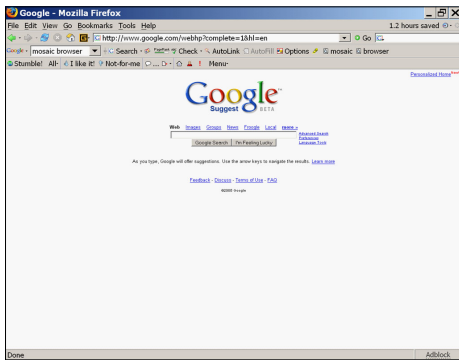 Google - Mozilla Firefox
File Edit View Go Bookmarks Tools Help
2.2 hours saved
http://www.google.com/webhp?complete=1&hl=en
Go
Google
mosaic browser
Search
Check
AutoLink
AutoFill
Options
mosaic
browser
Stumble! All
I like it!
Not-for-me
Menu
Personalized Home
Google
Suggest BETA
Web Images Groups News Froogle Local more »
Advanced Search
Preferences
Language Tools
Google Search I'm Feeling Lucky
As you type, Google will offer suggestions. Use the arrow keys to navigate the results. Learn more
Feedback - Discuss - Terms of Use - FAQ
©2005 Google
Done
Adblock